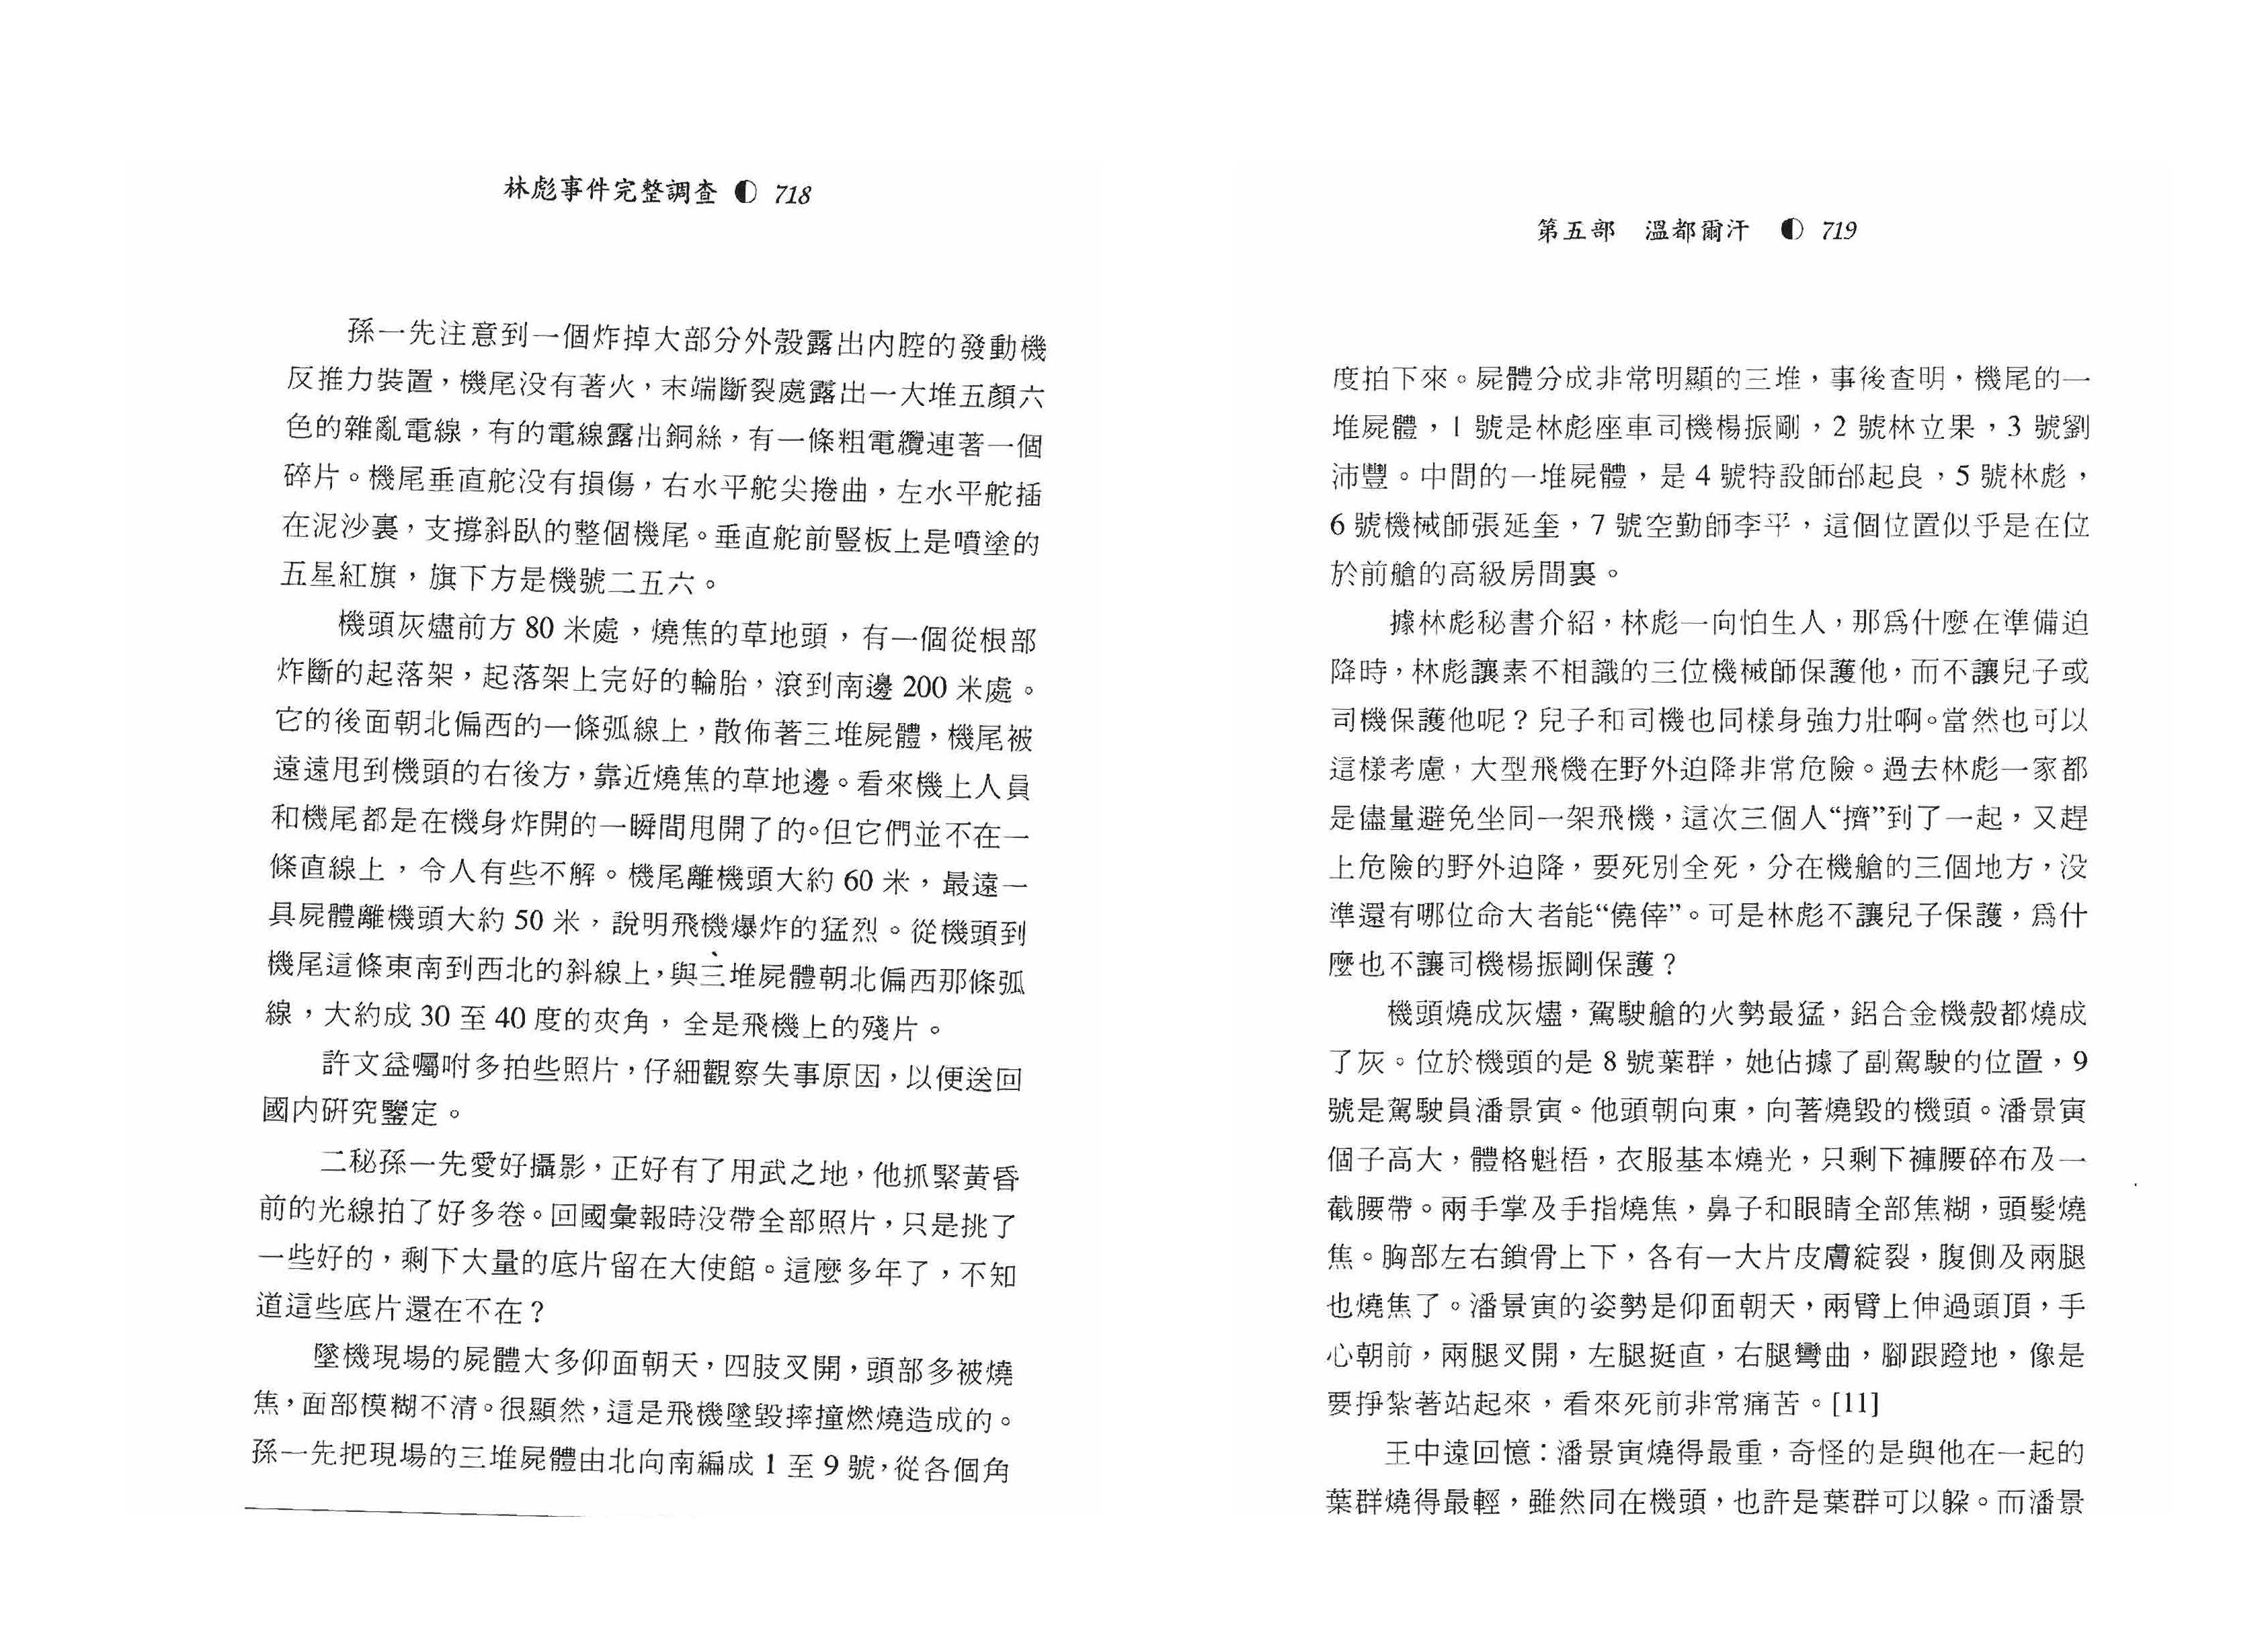 林彪事件完整調查 ◐ 718
孫一先注意到一個炸掉大部分外殼露出内腔的發動機
反推力裝置，機尾没有著火，末端斷裂處露出一大堆五顏六
色的雜亂電線，有的電線露出銅絲，有一條粗電纜連著一個
碎片。機尾垂直舵没有損傷，右水平舵尖捲曲，左水平舵插
在泥沙裏，支撐斜臥的整個機尾。垂直舵前豎板上是噴塗的
五星紅旗，旗下方是機號二五六。
機頭灰燼前方 80 米處，燒焦的草地頭，有一個從根部
炸斷的起落架，起落架上完好的輪胎，滾到南邊 200 米處。
它的後面朝北偏西的一條弧線上，散佈著三堆屍體，機尾被
遠遠甩到機頭的右後方，靠近燒焦的草地邊。看來機上人員
和機尾都是在機身炸開的一瞬間甩開了的。但它們並不在一
條直線上，令人有些不解。機尾離機頭大約 60 米，最遠一
具屍體離機頭大約 50 米，說明飛機爆炸的猛烈。從機頭到
機尾這條東南到西北的斜線上，與三堆屍體朝北偏西那條弧
線，大約成 30 至 40 度的夾角，全是飛機上的殘片。
許文益囑咐多拍些照片，仔細觀察失事原因，以便送回
國内研究鑒定。
二秘孫一先愛好攝影，正好有了用武之地，他抓緊黃昏
前的光線拍了好多卷。回國彙報時没帶全部照片，只是挑了
一些好的，剩下大量的底片留在大使館。這麼多年了，不知
道這些底片還在不在？
墜機現場的屍體大多仰面朝天，四肢叉開，頭部多被燒
焦，面部模糊不清。很顯然，這是飛機墜毀摔撞燃燒造成的。
孫一先把現場的三堆屍體由北向南編成 1 至 9 號，從各個角
第五部　溫都爾汗　◐ 719
度拍下來。屍體分成非常明顯的三堆，事後查明，機尾的一
堆屍體，1 號是林彪座車司機楊振剛，2 號林立果，3 號劉
沛豐。中間的一堆屍體，是 4 號特設師邰起良，5 號林彪，
6 號機械師張延奎，7 號空勤師李平，這個位置似乎是在位
於前艙的高級房間裏。
據林彪秘書介紹，林彪一向怕生人，那爲什麼在準備迫
降時，林彪讓素不相識的三位機械師保護他，而不讓兒子或
司機保護他呢？兒子和司機也同樣身強力壯啊。當然也可以
這樣考慮，大型飛機在野外迫降非常危險。過去林彪一家都
是儘量避免坐同一架飛機，這次三個人“擠”到了一起，又趕
上危險的野外迫降，要死別全死，分在機艙的三個地方，没
準還有哪位命大者能“僥倖”。可是林彪不讓兒子保護，爲什
麼也不讓司機楊振剛保護？
機頭燒成灰燼，駕駛艙的火勢最猛，鋁合金機殼都燒成
了灰。位於機頭的是 8 號葉群，她佔據了副駕駛的位置，9
號是駕駛員潘景寅。他頭朝向東，向著燒毀的機頭。潘景寅
個子高大，體格魁梧，衣服基本燒光，只剩下褲腰碎布及一
截腰帶。兩手掌及手指燒焦，鼻子和眼睛全部焦糊，頭髮燒
焦。胸部左右鎖骨上下，各有一大片皮膚綻裂，腹側及兩腿
也燒焦了。潘景寅的姿勢是仰面朝天，兩臂上伸過頭頂，手
心朝前，兩腿叉開，左腿挺直，右腿彎曲，腳跟蹬地，像是
要掙紮著站起來，看來死前非常痛苦。[11]
王中遠回憶：潘景寅燒得最重，奇怪的是與他在一起的
葉群燒得最輕，雖然同在機頭，也許是葉群可以躲。而潘景